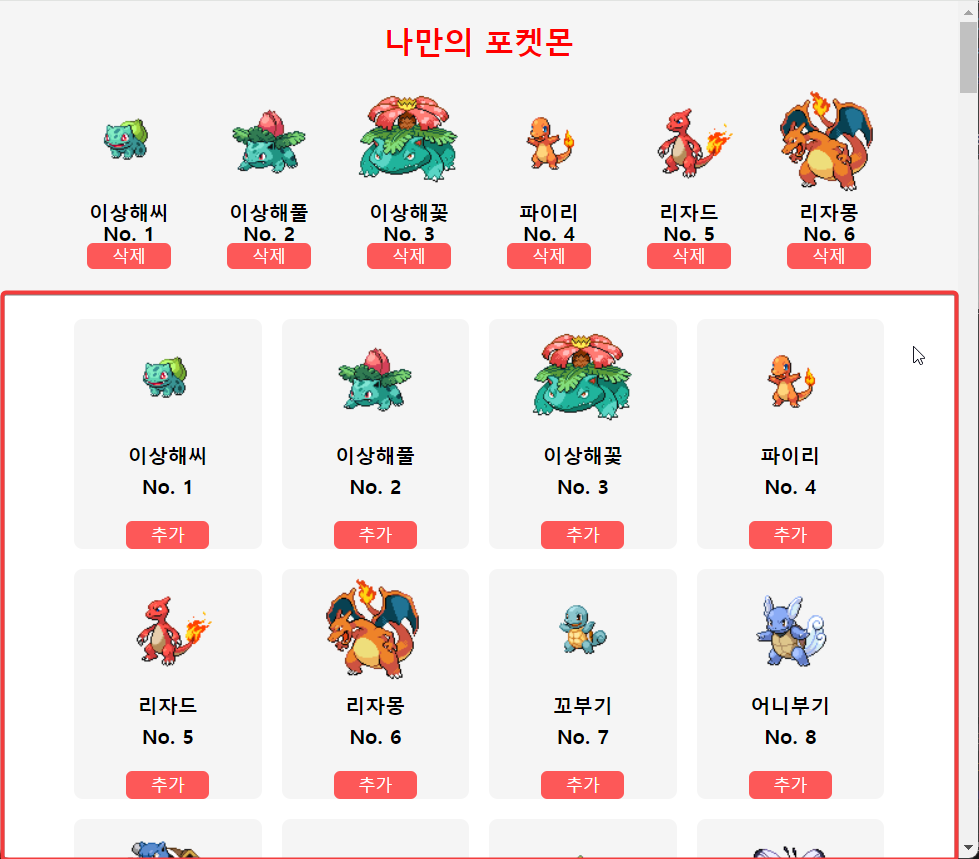 나만의 포켓몬
이상해씨 이상해풀 이상해꽃 파이리 리자드 리자몽
No. 1 No. 2 No. 3 No. 4 No. 5 No. 6
삭제 삭제 삭제 삭제 삭제 삭제
이상해씨 이상해풀 이상해꽃 파이리
No. 1 No. 2 No. 3 No. 4
추가 추가 추가 추가
리자드 리자몽 꼬부기 어니부기
No. 5 No. 6 No. 7 No. 8
추가 추가 추가 추가